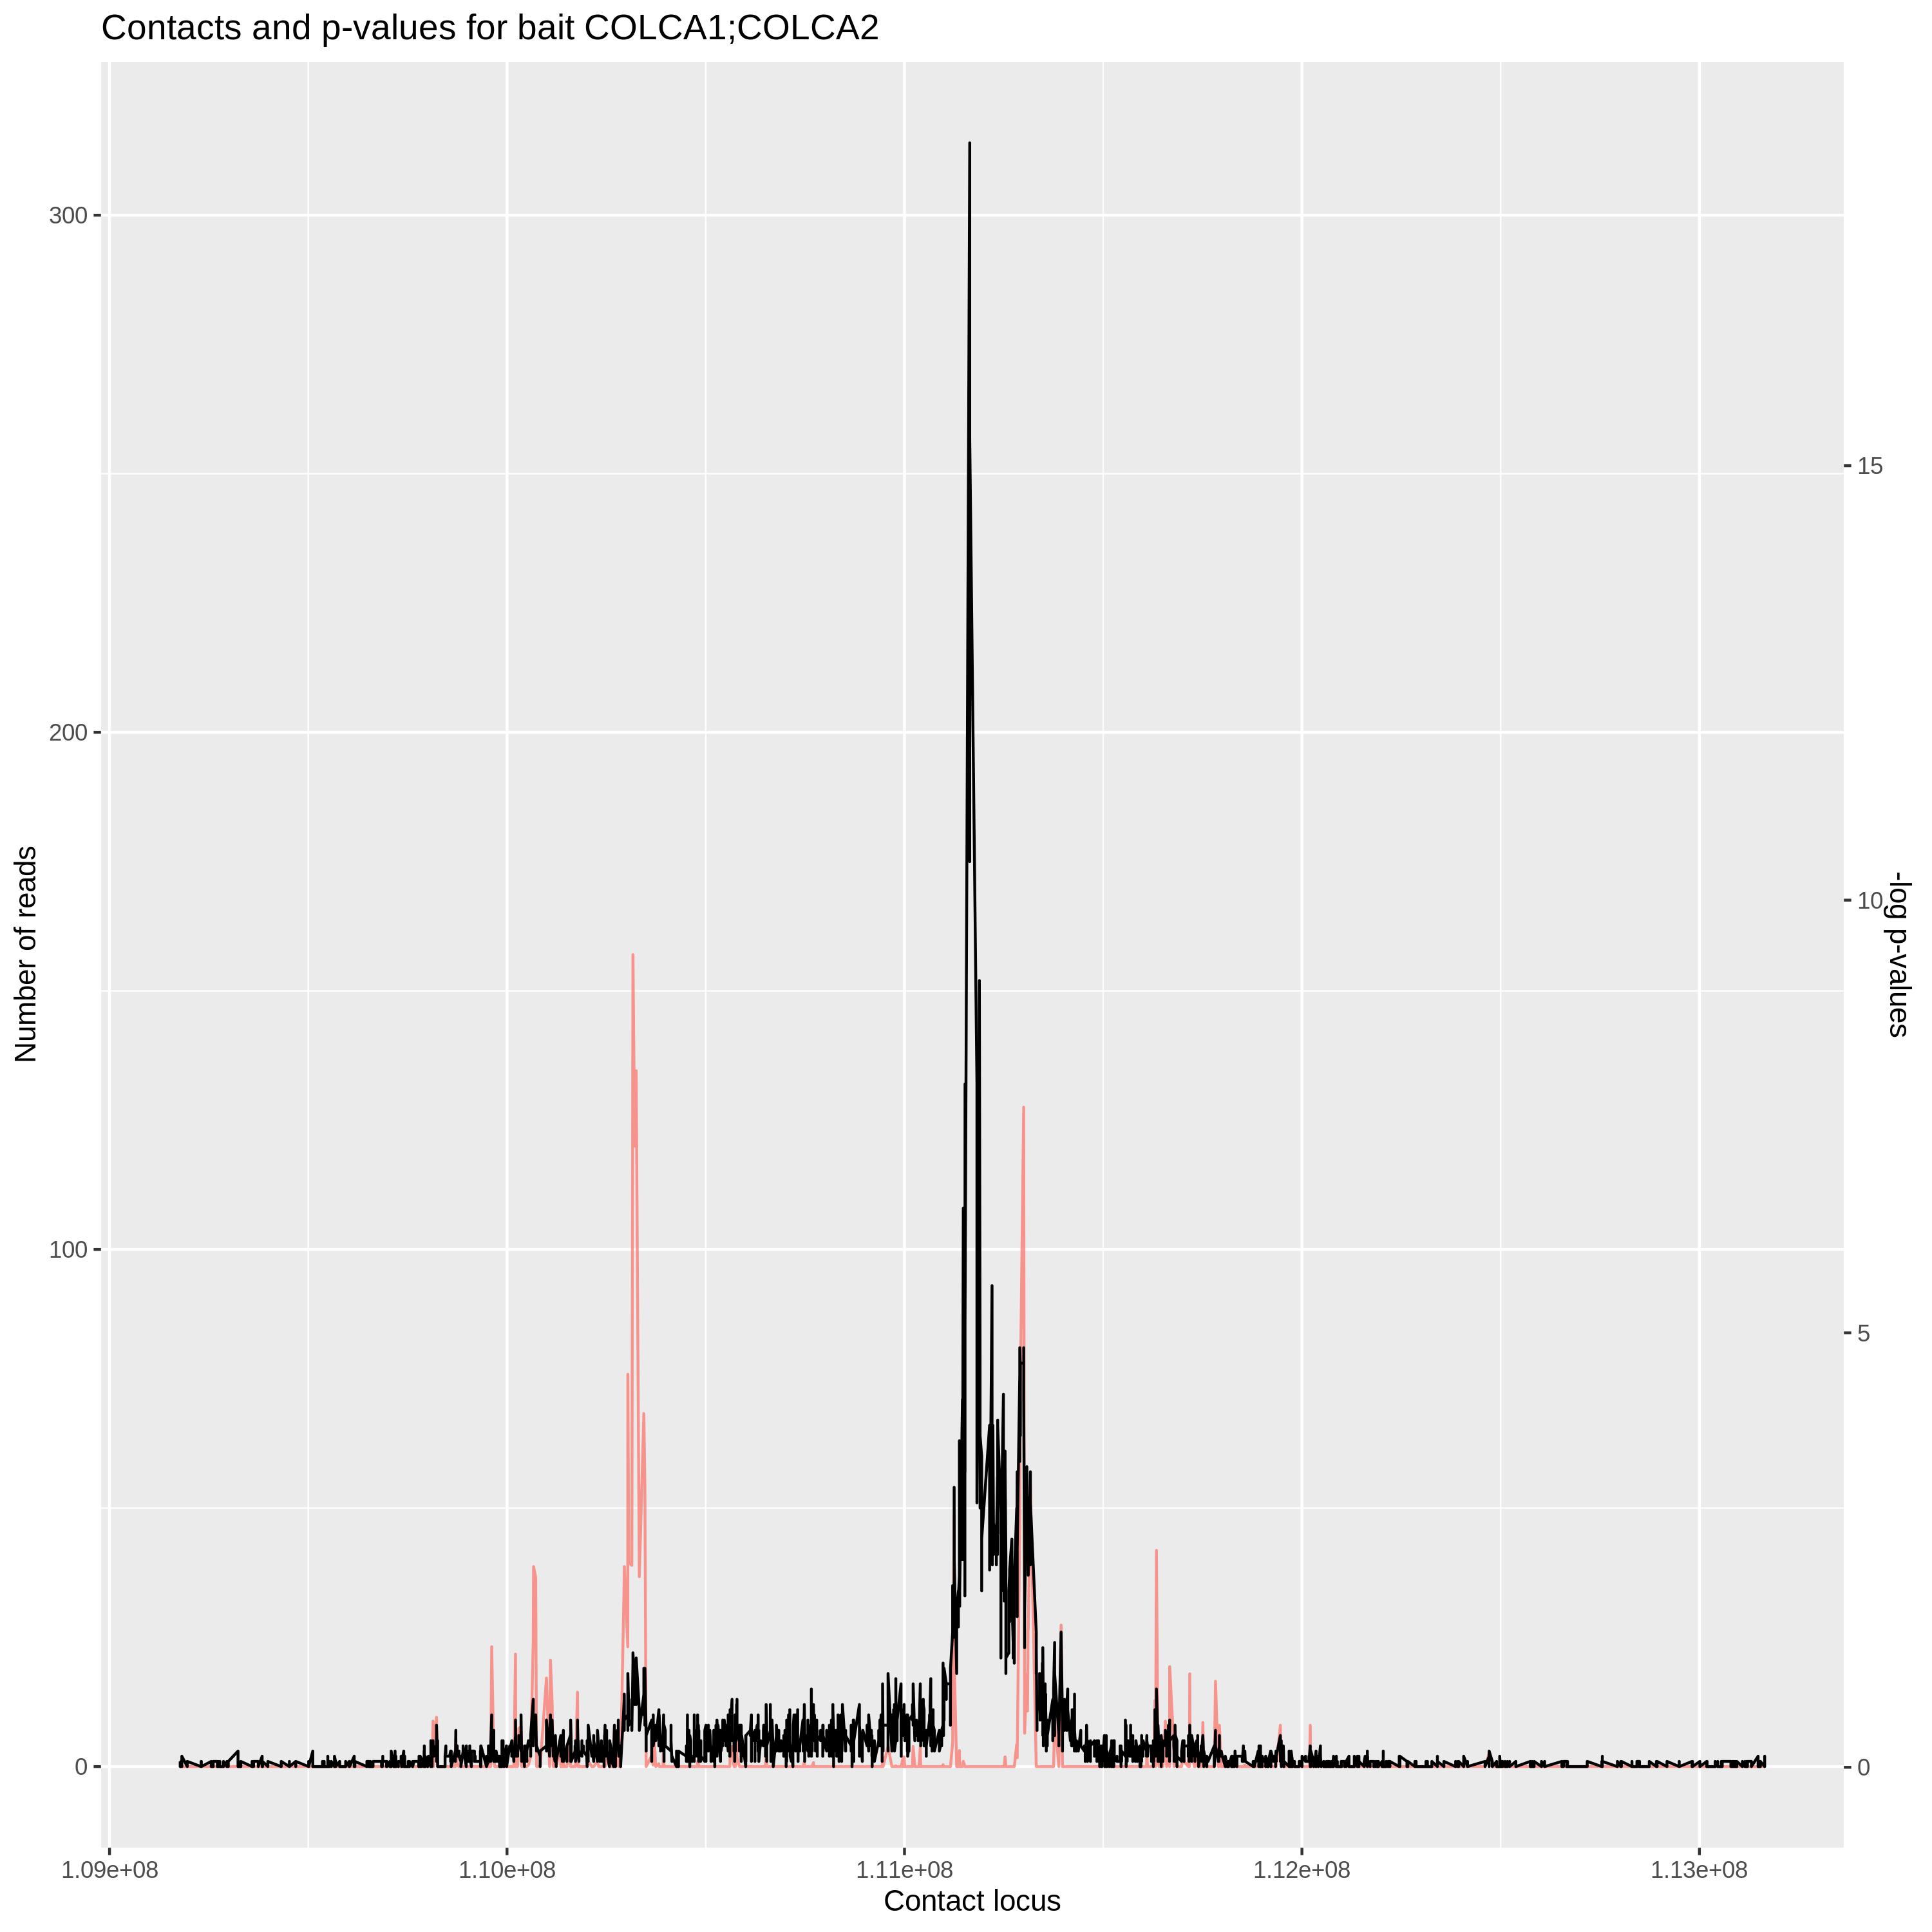 Contacts and p-values for bait COLCA1;COLCA2
300
200
100
0
Number of reads
15
10
5
0
-log p-values
1.09e+08
1.10e+08
1.11e+08
1.12e+08
1.13e+08
Contact locus